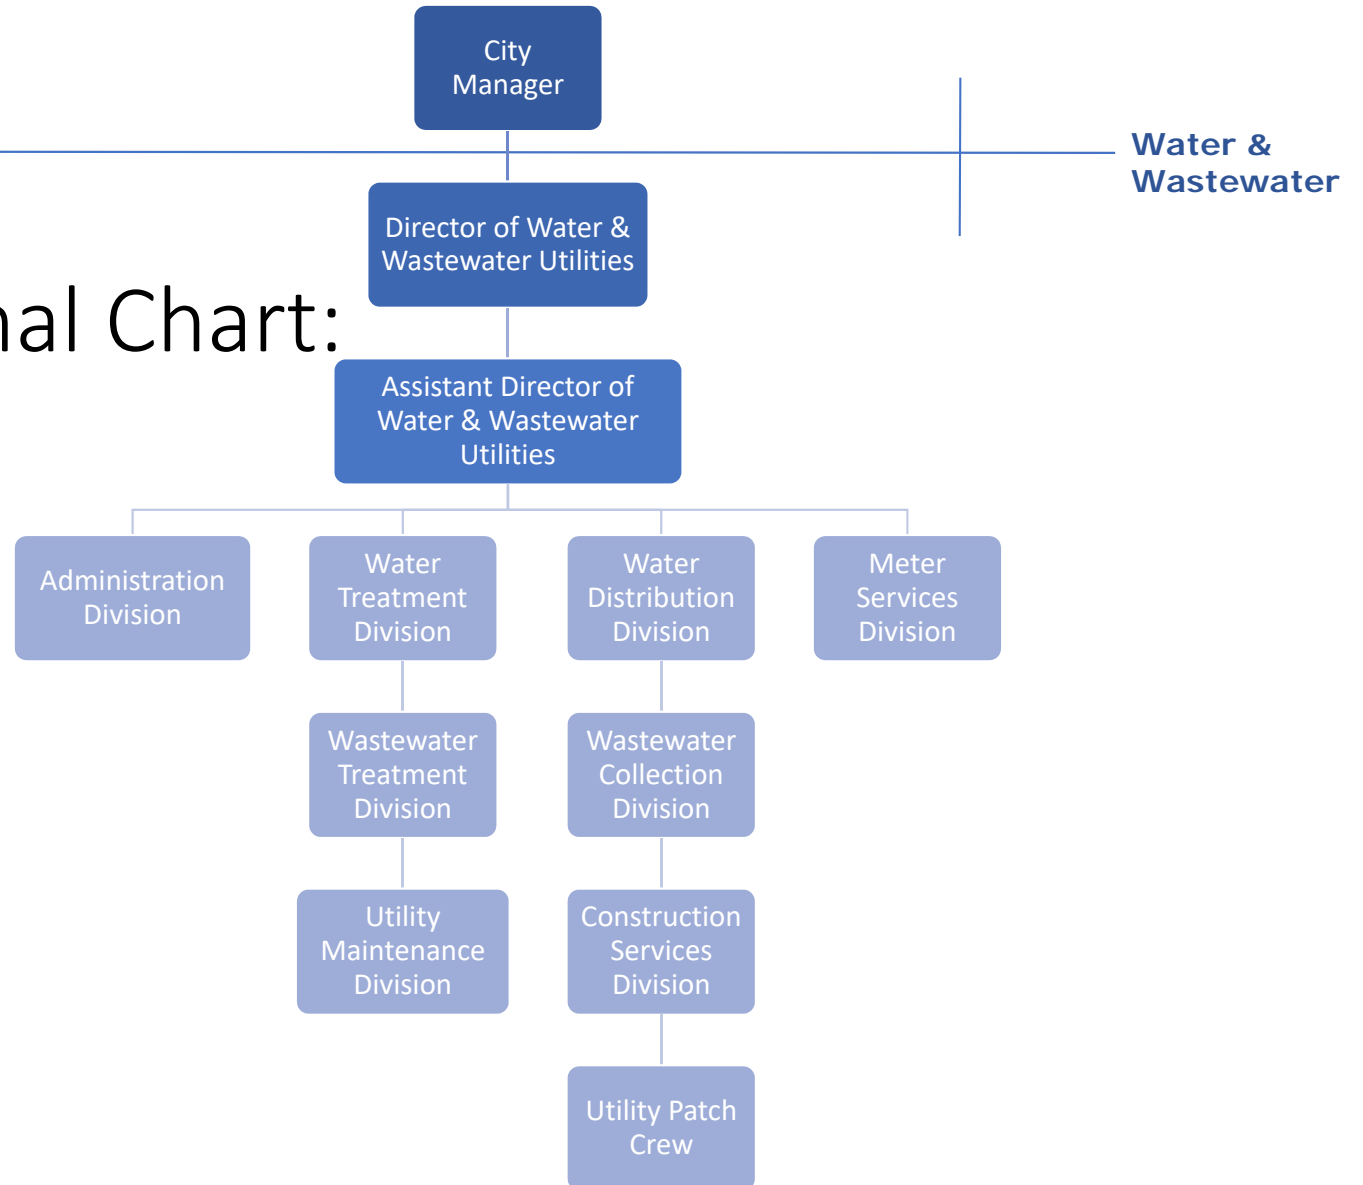 City
Manager
Water &
Wastewater
Director of Water &
Wastewater Utilities
nal Chart:
Assistant Director of
Water & Wastewater
Utilities
Administration
Division
Water
Treatment
Division
Water
Distribution
Division
Meter
Services
Division
Wastewater
Treatment
Division
Wastewater
Collection
Division
Utility
Maintenance
Division
Construction
Services
Division
Utility Patch
Crew